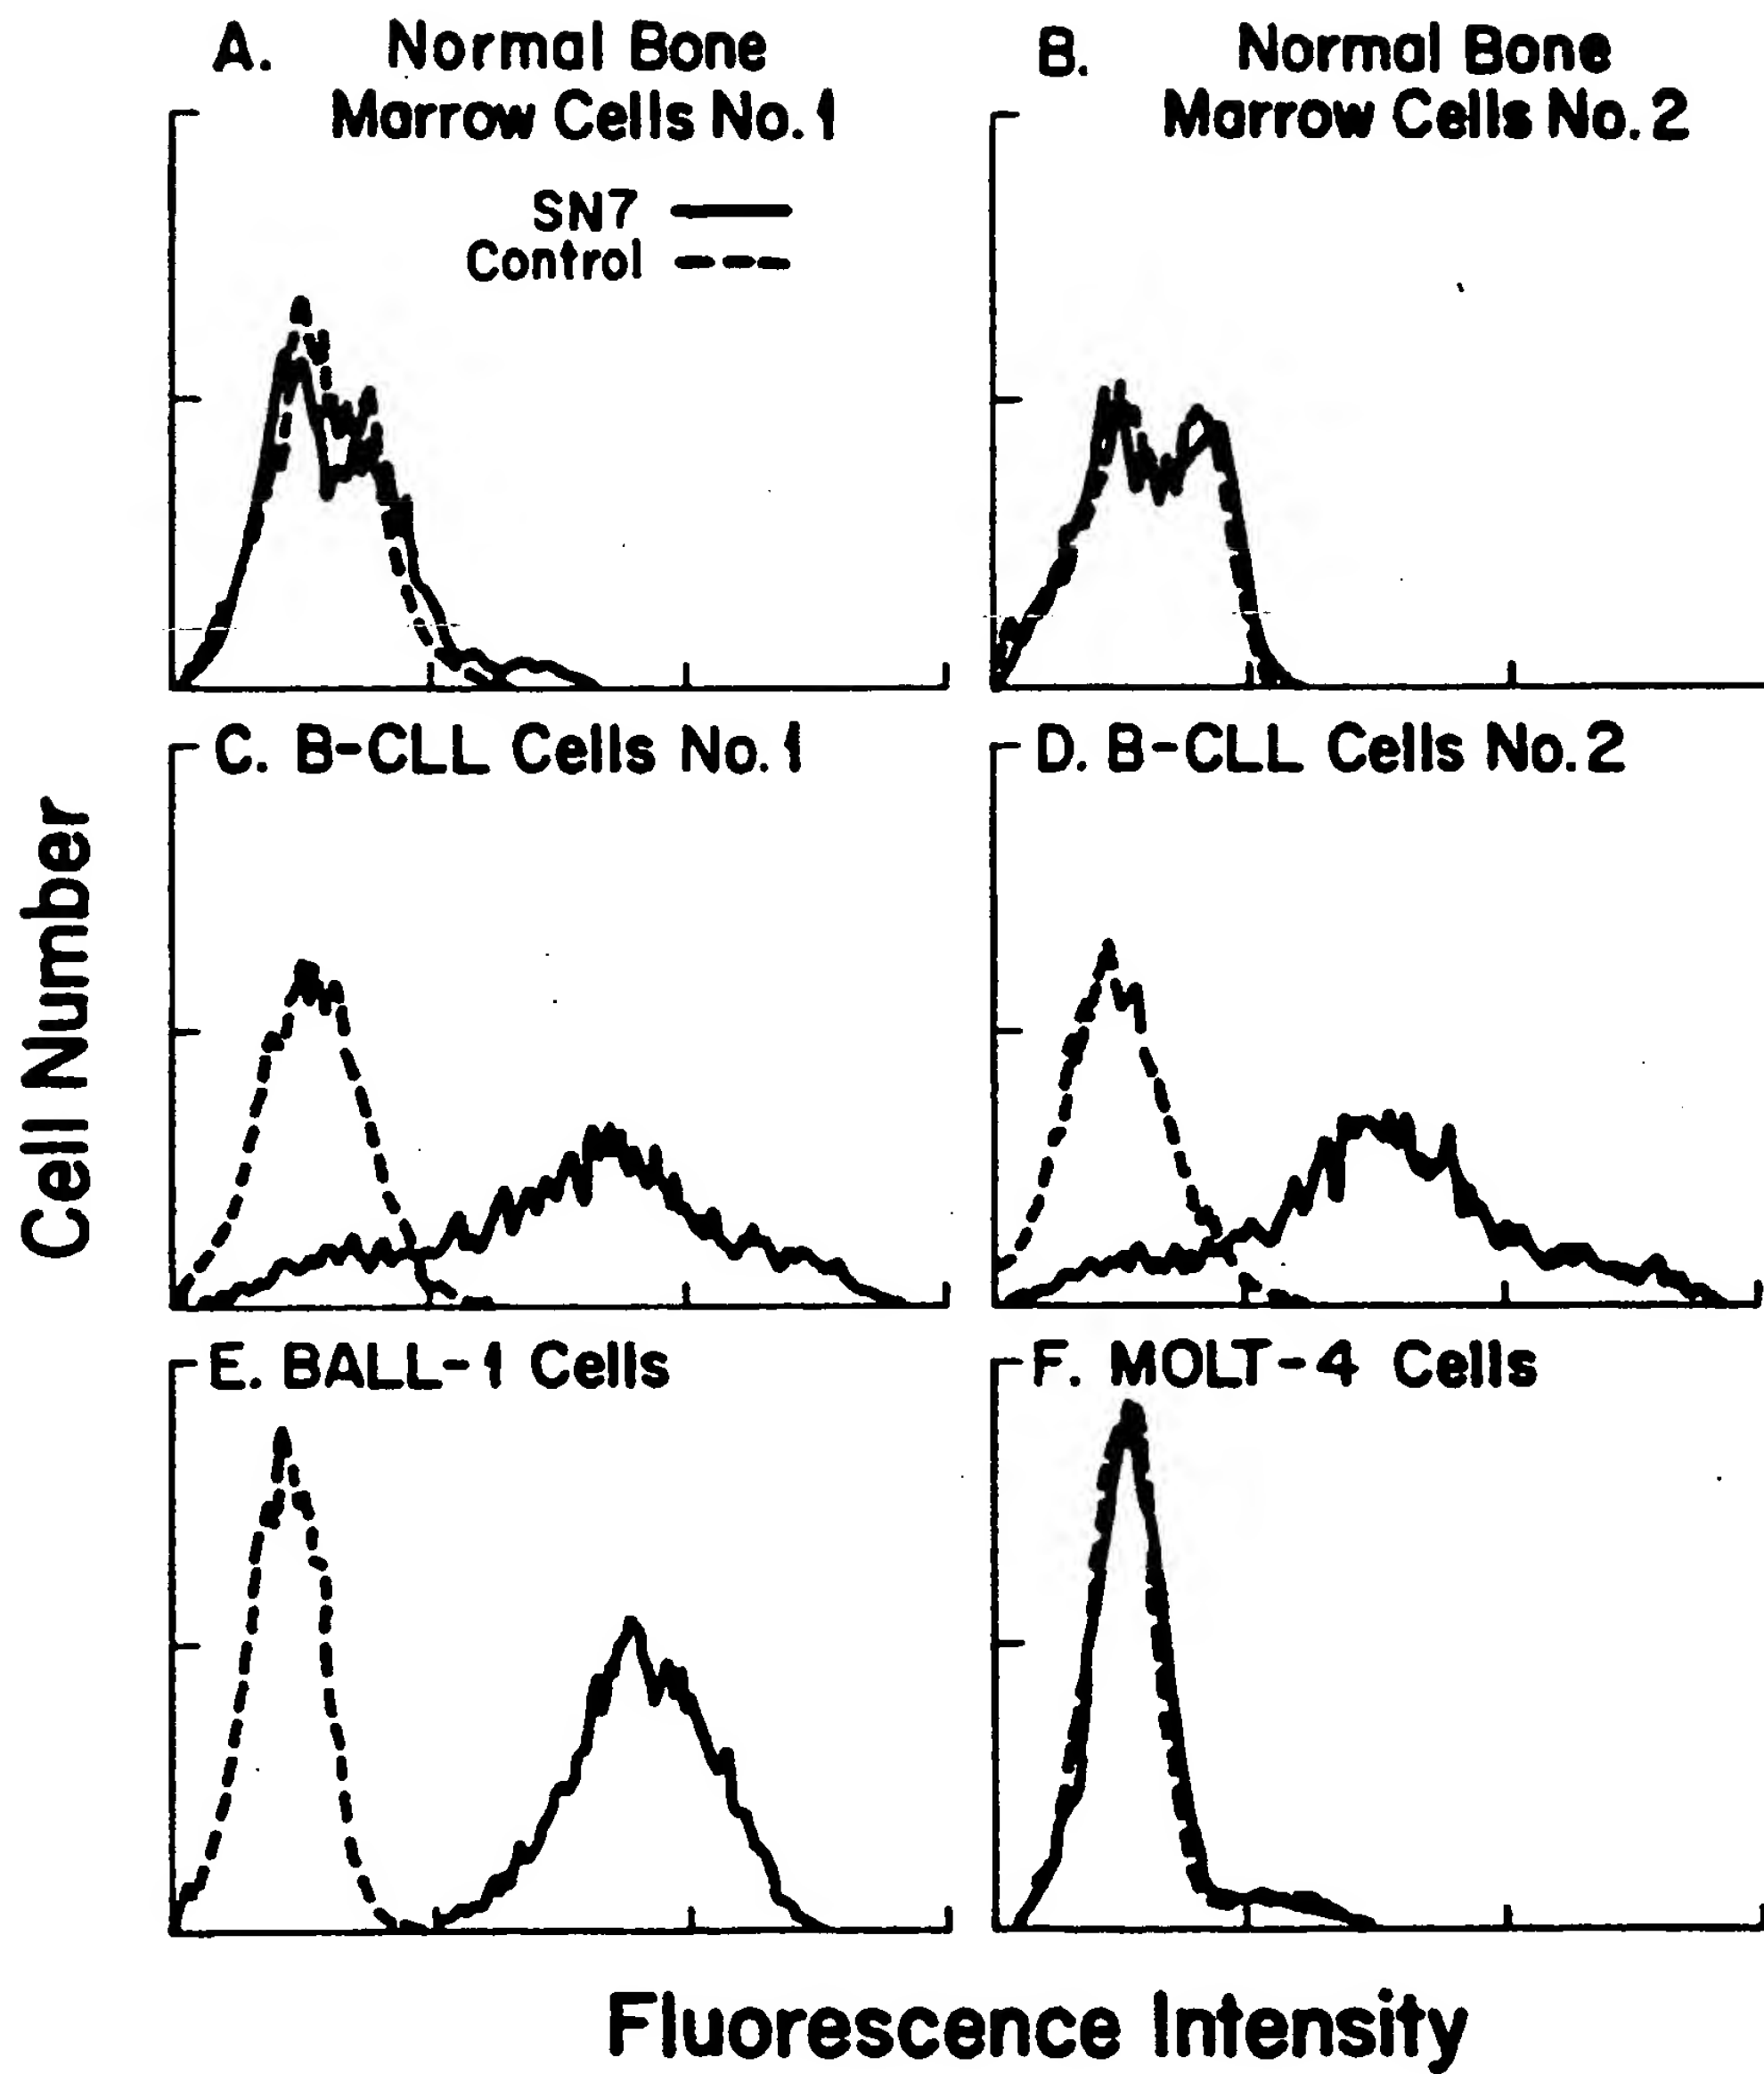 A. Normal Bone
Marrow Cells No. 1
SN7
Control
B. Normal Bone
Marrow Cells No. 2
C. B-CLL Cells No. 1
D. B-CLL Cells No. 2
E. BALL-1 Cells
F. MOLT-4 Cells
Cell Number
Fluorescence Intensity